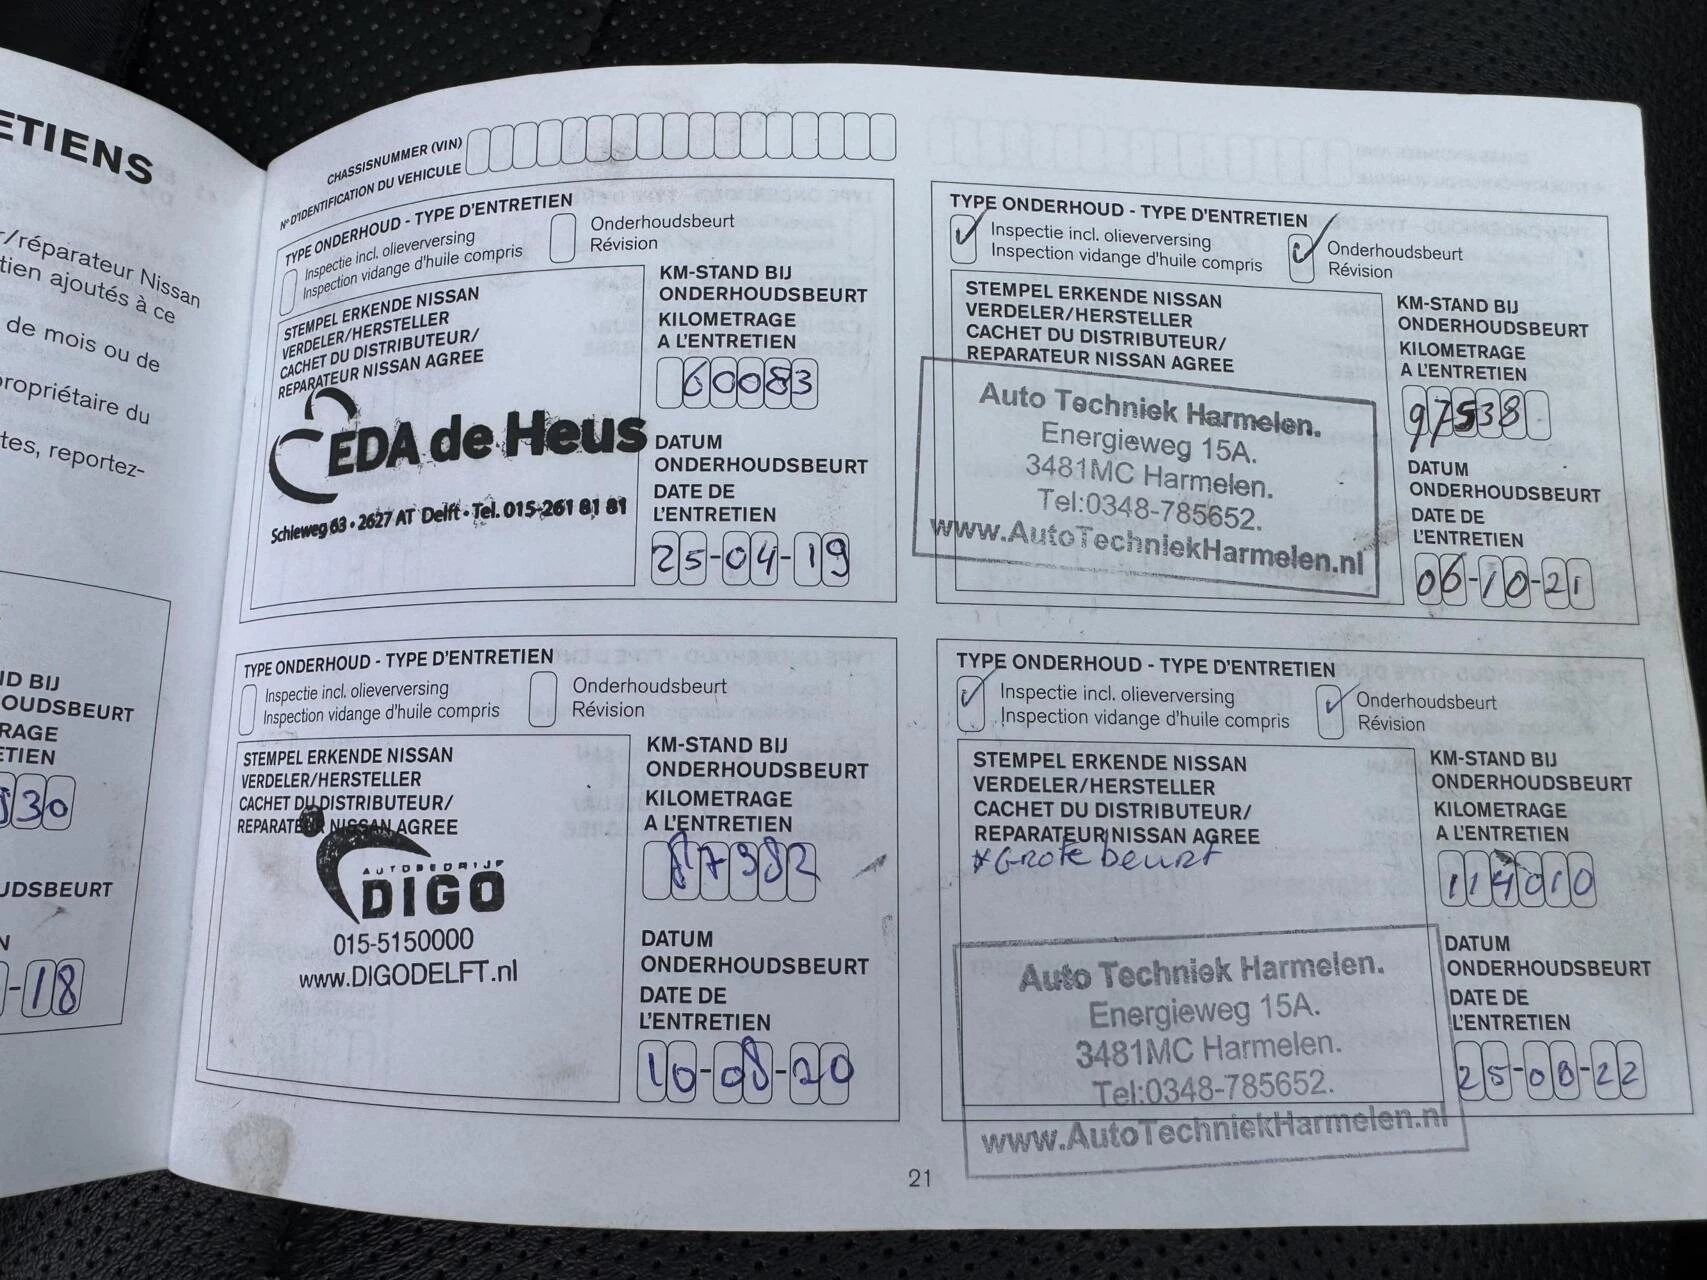 ETIENS
r/réparateur Nissan
tien ajoutés à ce
de mois ou de
propriétaire du
tes, reportez-
ND BIJ
OUDSBEURT
RAGE
TIEN
530
UDSBEURT
N
-18
CHASSISNUMMER (VIN)
N° D'IDENTIFICATION DU VEHICULE
TYPE ONDERHOUD - TYPE D'ENTRETIEN
Inspectie incl. olieverversing
Inspection vidange d'huile compris
Onderhoudsbeurt
Révision
STEMPEL ERKENDE NISSAN
VERDELER/HERSTELLER
CACHET DU DISTRIBUTEUR/
REPARATEUR NISSAN AGREE
EDA de Heus
Schieweg 63 • 2627 AT Delft • Tel. 015-261 81 81
KM-STAND BIJ
ONDERHOUDSBEURT
KILOMETRAGE
A L'ENTRETIEN
60083
DATUM
ONDERHOUDSBEURT
DATE DE
L'ENTRETIEN
25-04-19
TYPE ONDERHOUD - TYPE D'ENTRETIEN
Inspectie incl. olieverversing
Inspection vidange d'huile compris
Onderhoudsbeurt
Révision
STEMPEL ERKENDE NISSAN
VERDELER/HERSTELLER
CACHET DU DISTRIBUTEUR/
REPARATEUR NISSAN AGREE
AUTOBEDRIJF
DIGO
015-5150000
www.DIGODELFT.nl
KM-STAND BIJ
ONDERHOUDSBEURT
KILOMETRAGE
A L'ENTRETIEN
87382
DATUM
ONDERHOUDSBEURT
DATE DE
L'ENTRETIEN
10-08-20
TYPE ONDERHOUD - TYPE D'ENTRETIEN
Inspectie incl. olieverversing
Inspection vidange d'huile compris
Onderhoudsbeurt
Révision
STEMPEL ERKENDE NISSAN
VERDELER/HERSTELLER
CACHET DU DISTRIBUTEUR/
REPARATEUR NISSAN AGREE
Auto Techniek Harmelen.
Energieweg 15A.
3481MC Harmelen.
Tel:0348-785652.
www.AutoTechniekHarmelen.nl
KM-STAND BIJ
ONDERHOUDSBEURT
KILOMETRAGE
A L'ENTRETIEN
97538
DATUM
ONDERHOUDSBEURT
DATE DE
L'ENTRETIEN
06-10-21
TYPE ONDERHOUD - TYPE D'ENTRETIEN
Inspectie incl. olieverversing
Inspection vidange d'huile compris
Onderhoudsbeurt
Révision
STEMPEL ERKENDE NISSAN
VERDELER/HERSTELLER
CACHET DU DISTRIBUTEUR/
REPARATEUR NISSAN AGREE
*Grote beurt
Auto Techniek Harmelen.
Energieweg 15A.
3481MC Harmelen.
Tel:0348-785652.
www.AutoTechniekHarmelen.nl
KM-STAND BIJ
ONDERHOUDSBEURT
KILOMETRAGE
A L'ENTRETIEN
114010
DATUM
ONDERHOUDSBEURT
DATE DE
L'ENTRETIEN
25-08-22
21